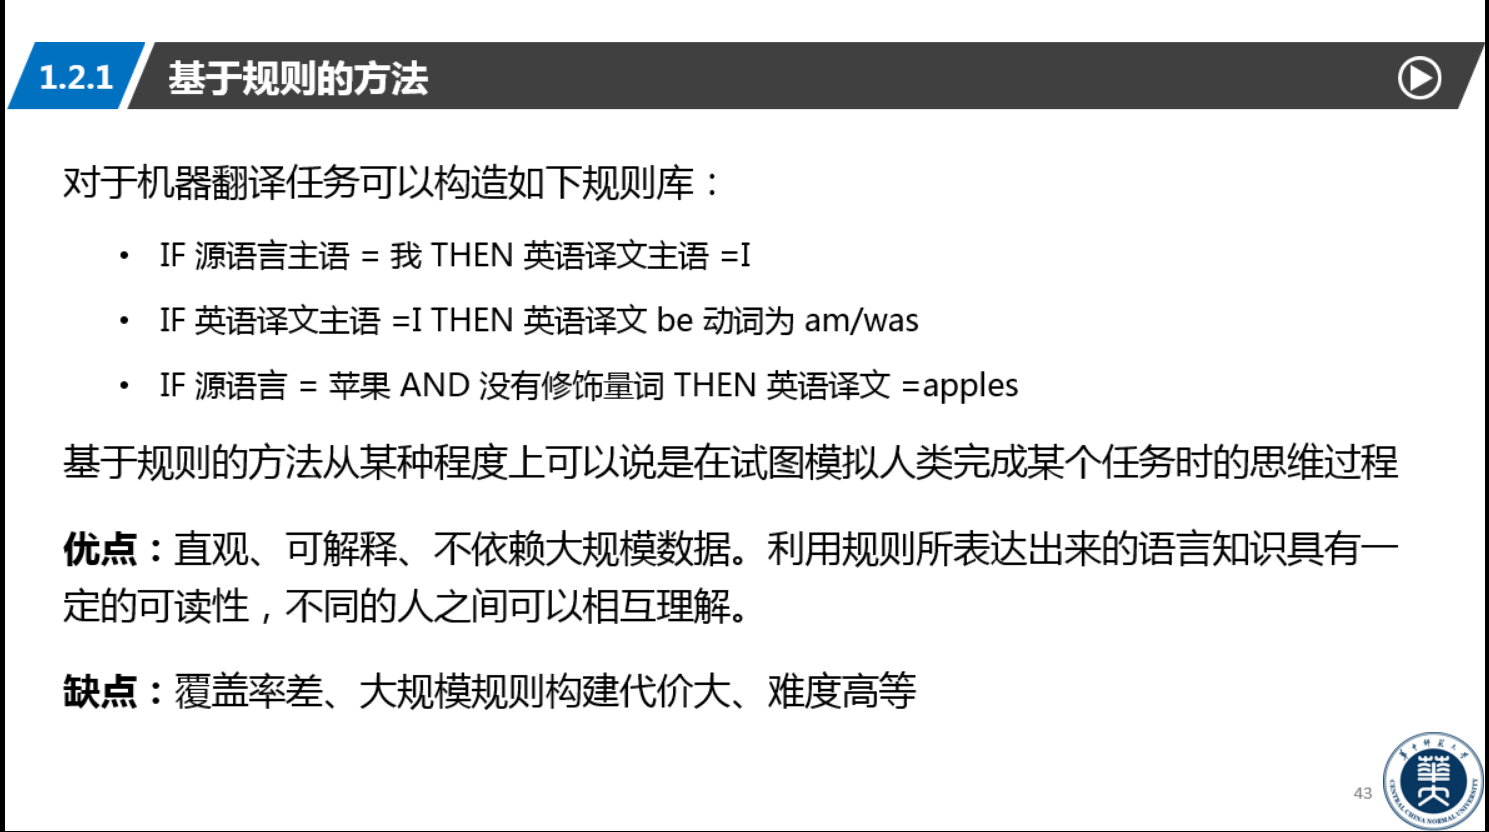 1.2.1 基于规则的方法
对于机器翻译任务可以构造如下规则库：
• IF 源语言主语 = 我 THEN 英语译文主语 =I
• IF 英语译文主语 =I THEN 英语译文 be 动词为 am/was
• IF 源语言 = 苹果 AND 没有修饰量词 THEN 英语译文 =apples
基于规则的方法从某种程度上可以说是在试图模拟人类完成某个任务时的思维过程
优点：直观、可解释、不依赖大规模数据。利用规则所表达出来的语言知识具有一
定的可读性，不同的人之间可以相互理解。
缺点：覆盖率差、大规模规则构建代价大、难度高等
43
华中师范大学
CENTRAL CHINA NORMAL UNIVERSITY